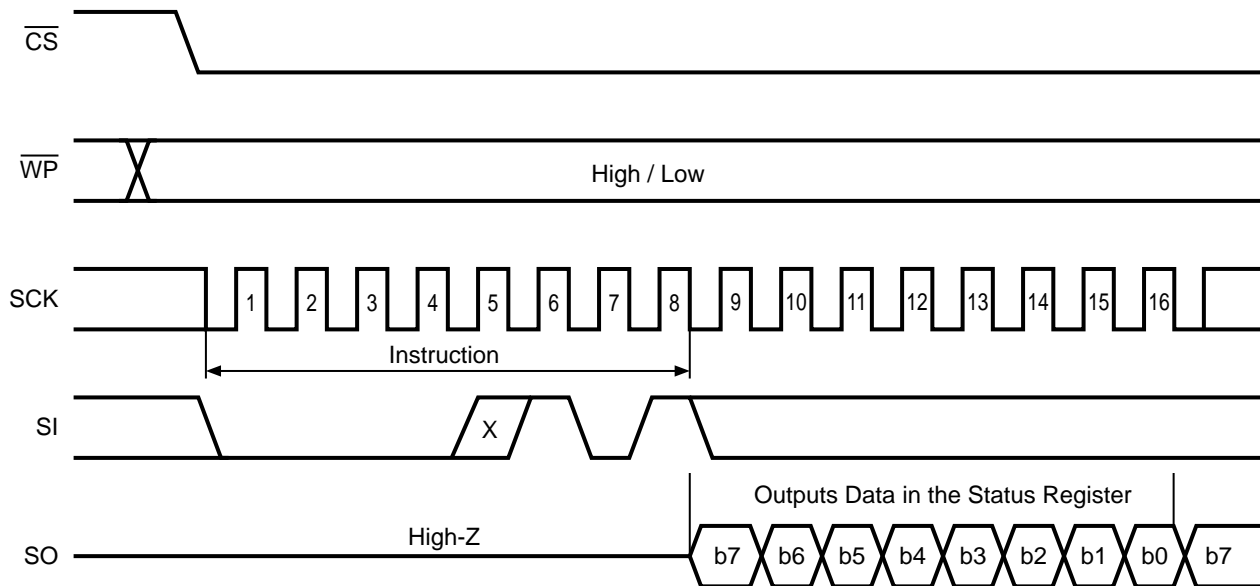 CS
WP
High / Low
SCK
1 2 3 4 5 6 7 8 9 10 11 12 13 14 15 16
Instruction
SI
X
Outputs Data in the Status Register
SO
High-Z
b7 b6 b5 b4 b3 b2 b1 b0 b7